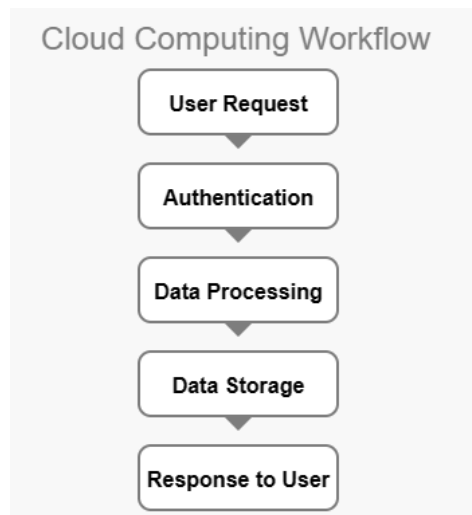 Cloud Computing Workflow
User Request
Authentication
Data Processing
Data Storage
Response to User